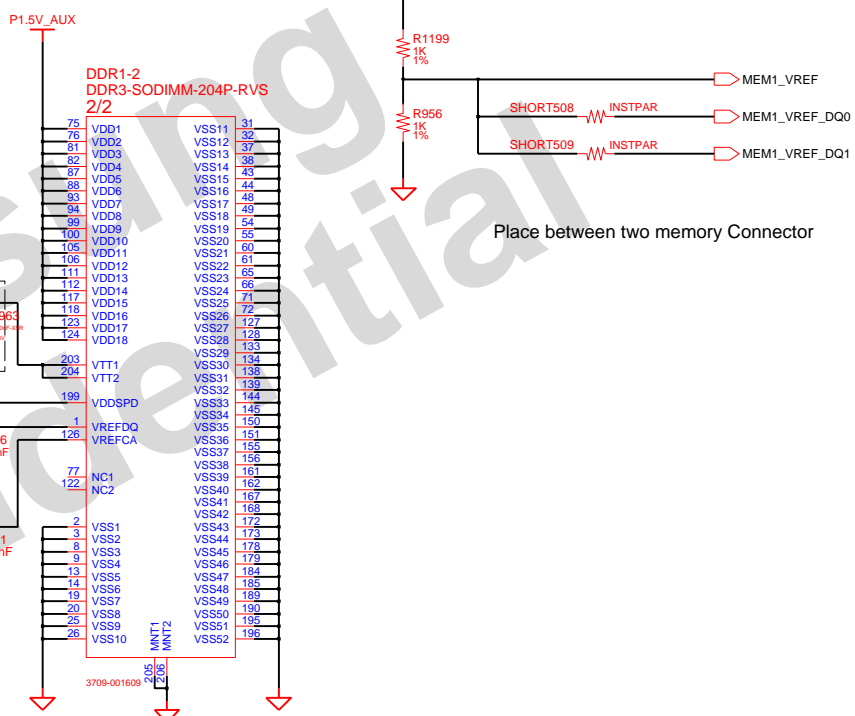 P1.5V_AUX
DDR1-2
DDR3-SODIMM-204P-RVS
2/2
75 VDD1 VSS11 31
76 VDD2 VSS12 32
81 VDD3 VSS13 37
82 VDD4 VSS14 38
87 VDD5 VSS15 43
88 VDD6 VSS16 44
93 VDD7 VSS17 48
94 VDD8 VSS18 49
99 VDD9 VSS19 54
100 VDD10 VSS20 55
105 VDD11 VSS21 60
106 VDD12 VSS22 61
111 VDD13 VSS23 65
112 VDD14 VSS24 66
117 VDD15 VSS25 71
118 VDD16 VSS26 72
123 VDD17 VSS27 127
124 VDD18 VSS28 128
VSS29 133
203 VTT1 VSS30 134
204 VTT2 VSS31 138
VSS32 139
199 VDDSPD VSS33 144
VSS34 145
1 VREFDQ VSS35 150
126 VREFCA VSS36 151
VSS37 155
VSS38 156
77 NC1 VSS39 161
122 NC2 VSS40 162
VSS41 167
VSS42 168
2 VSS1 VSS43 172
3 VSS2 VSS44 173
8 VSS3 VSS45 178
9 VSS4 VSS46 179
13 VSS5 VSS47 184
14 VSS6 VSS48 185
19 VSS7 VSS49 189
20 VSS8 VSS50 190
25 VSS9 VSS51 195
26 VSS10 VSS52 196
MNT1
MNT2
205
206
3709-001609
963
6
nF
1
nF
R1199
1K
1%
R956
1K
1%
MEM1_VREF
SHORT508 INSTPAR MEM1_VREF_DQ0
SHORT509 INSTPAR MEM1_VREF_DQ1
Place between two memory Connector
sung
dential